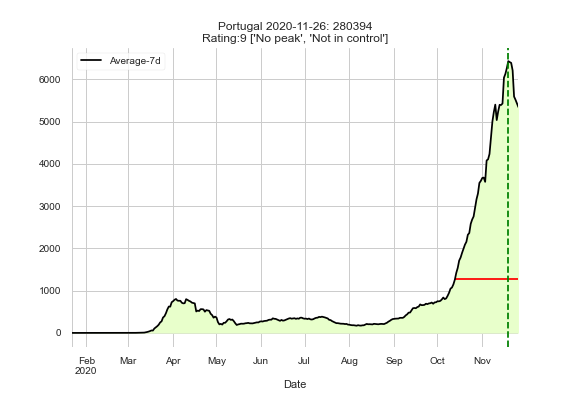 Portugal 2020-11-26: 280394
Rating:9 ['No peak', 'Not in control']
Average-7d
6000
5000
4000
3000
2000
1000
0
Feb Mar Apr May Jun Jul Aug Sep Oct Nov
2020
Date